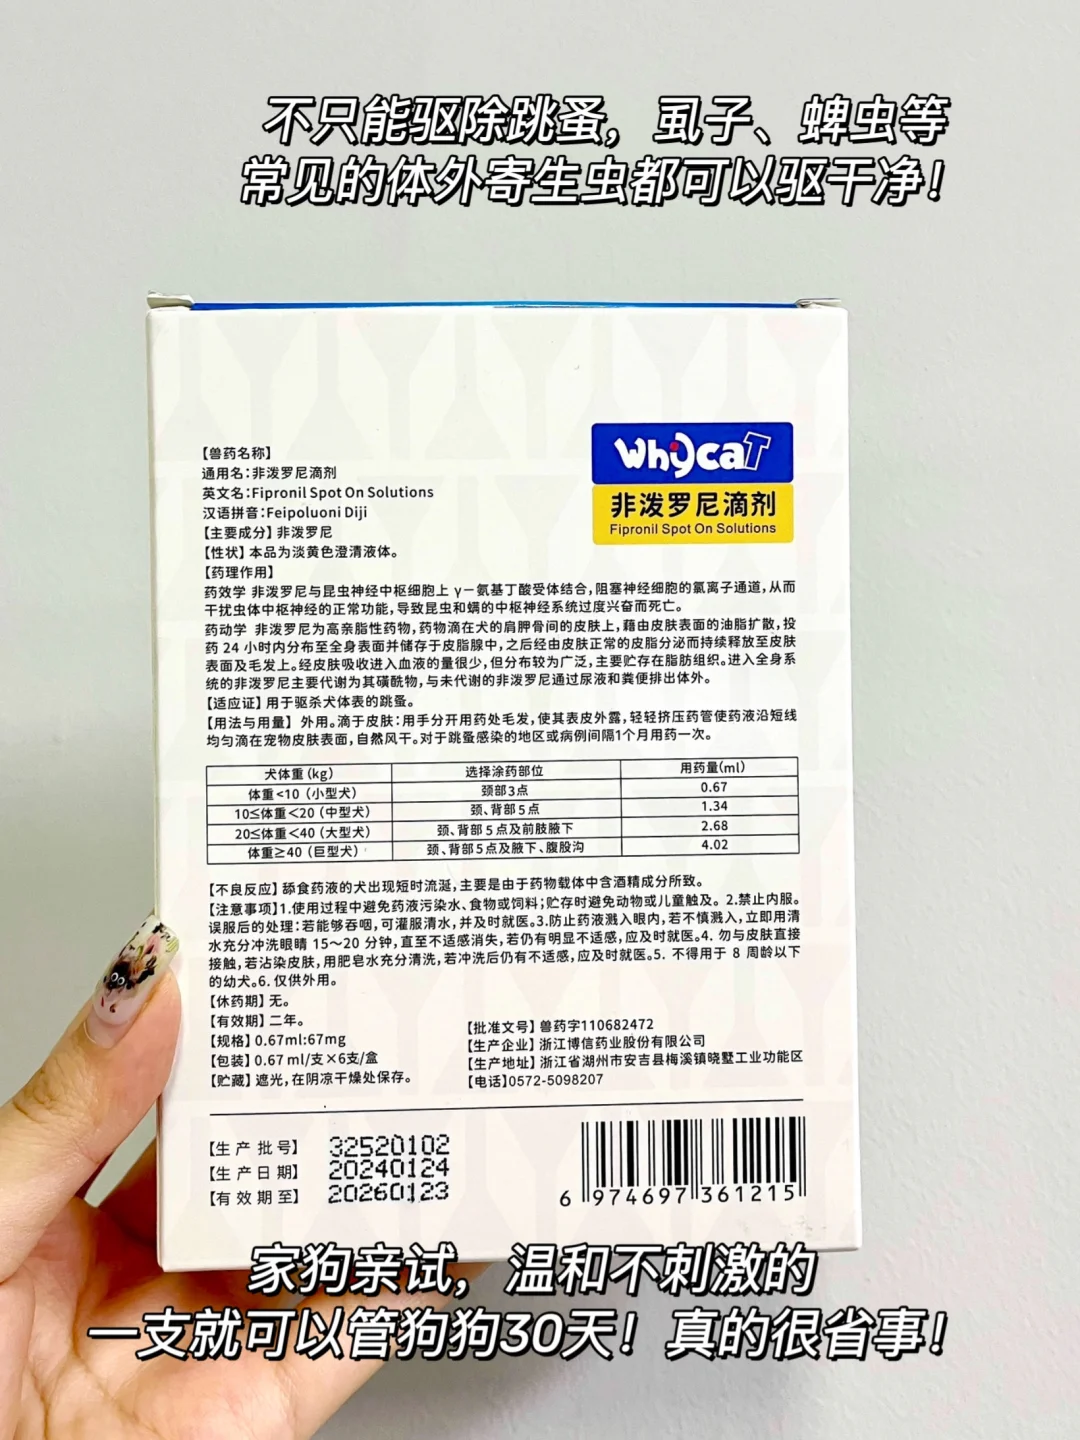 不只能驱除跳蚤，虱子、蜱虫等
常见的体外寄生虫都可以驱干净！
Whycat
非泼罗尼滴剂
Fipronil Spot On Solutions
【兽药名称】
通用名：非泼罗尼滴剂
英文名：Fipronil Spot On Solutions
汉语拼音：Feipoluoni Diji
【主要成分】非泼罗尼
【性状】本品为淡黄色澄清液体。
【药理作用】
药效学 非泼罗尼与昆虫神经中枢细胞上 γ－氨基丁酸受体结合，阻塞神经细胞的氯离子通道，从而
干扰虫体中枢神经的正常功能，导致昆虫和螨的中枢神经系统过度兴奋而死亡。
药动学 非泼罗尼为高亲脂性药物，药物滴在犬的肩胛骨间的皮肤上，藉由皮肤表面的油脂扩散，投
药 24 小时内分布至全身表面并储存于皮脂腺中，之后经由皮肤正常的皮脂分泌而持续释放至皮肤
表面及毛发上。经皮肤吸收进入血液的量很少，但分布较为广泛，主要贮存在脂肪组织。进入全身系
统的非泼罗尼主要代谢为其磺酰物，与未代谢的非泼罗尼通过尿液和粪便排出体外。
【适应证】用于驱杀犬体表的跳蚤。
【用法与用量】外用。滴于皮肤：用手分开用药处毛发，使其表皮外露，轻轻挤压药管使药液沿短线
均匀滴在宠物皮肤表面，自然风干。对于跳蚤感染的地区或病例间隔1个月用药一次。
犬体重（kg） 选择涂药部位 用药量（ml）
体重<10（小型犬） 颈部3点 0.67
10≤体重＜20（中型犬） 颈、背部5点 1.34
20≤体重＜40（大型犬） 颈、背部5点及前肢腋下 2.68
体重≥40（巨型犬） 颈、背部5点及腋下、腹股沟 4.02
【不良反应】舔食药液的犬出现短时流涎，主要是由于药物载体中含酒精成分所致。
【注意事项】1.使用过程中避免药液污染水、食物或饲料；贮存时避免动物或儿童触及。2.禁止内服。
误服后的处理：若能够吞咽，可灌服清水，并及时就医。3.防止药液溅入眼内，若不慎溅入，立即用清
水充分冲洗眼睛 15～20 分钟，直至不适感消失，若仍有明显不适感，应及时就医。4. 勿与皮肤直接
接触，若沾染皮肤，用肥皂水充分清洗，若冲洗后仍有不适感，应及时就医。5. 不得用于 8 周龄以下
的幼犬。6. 仅供外用。
【休药期】无。
【有效期】二年。
【规格】0.67ml:67mg
【包装】0.67 ml/支×6支/盒
【贮藏】遮光，在阴凉干燥处保存。
【批准文号】兽药字110682472
【生产企业】浙江博信药业股份有限公司
【生产地址】浙江省湖州市安吉县梅溪镇晓墅工业功能区
【电话】0572-5098207
【生产批号】32520102
【生产日期】20240124
【有效期至】20260123
6 974697 361215
家狗亲试，温和不刺激的
一支就可以管狗狗30天！真的很省事！